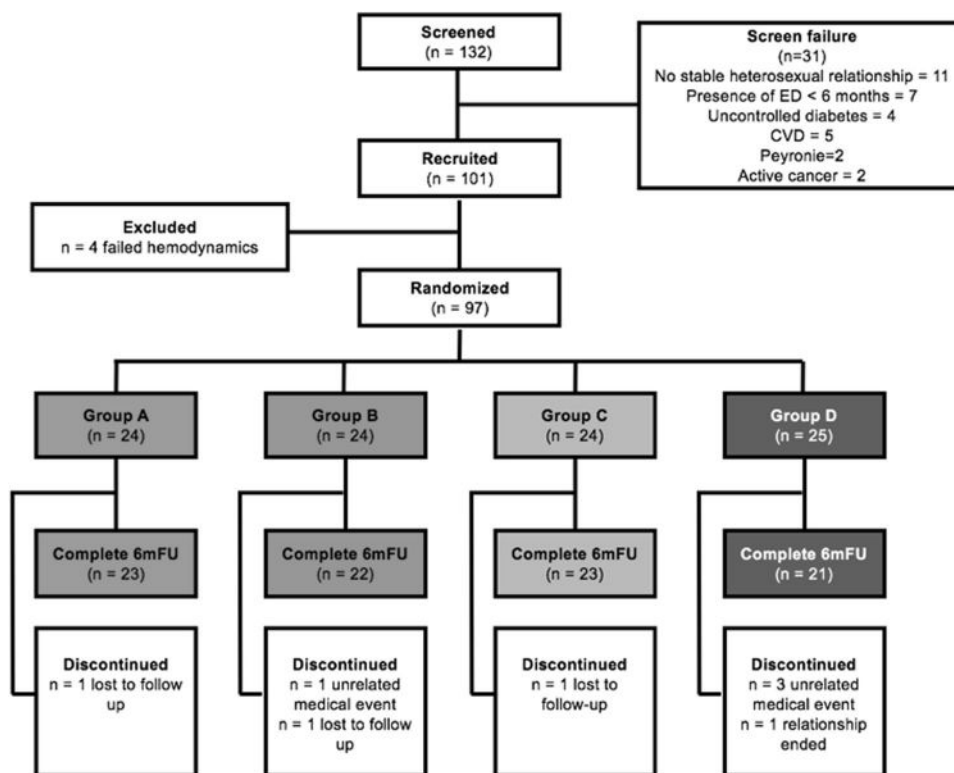 Screened
(n = 132)
Screen failure
(n=31)
No stable heterosexual relationship = 11
Presence of ED < 6 months = 7
Uncontrolled diabetes = 4
CVD = 5
Peyronie=2
Active cancer = 2
Recruited
(n = 101)
Excluded
n = 4 failed hemodynamics
Randomized
(n = 97)
Group A
(n = 24)
Group B
(n = 24)
Group C
(n = 24)
Group D
(n = 25)
Complete 6mFU
(n = 23)
Complete 6mFU
(n = 22)
Complete 6mFU
(n = 23)
Complete 6mFU
(n = 21)
Discontinued
n = 1 lost to follow
up
Discontinued
n = 1 unrelated
medical event
n = 1 lost to follow
up
Discontinued
n = 1 lost to
follow-up
Discontinued
n = 3 unrelated
medical event
n = 1 relationship
ended